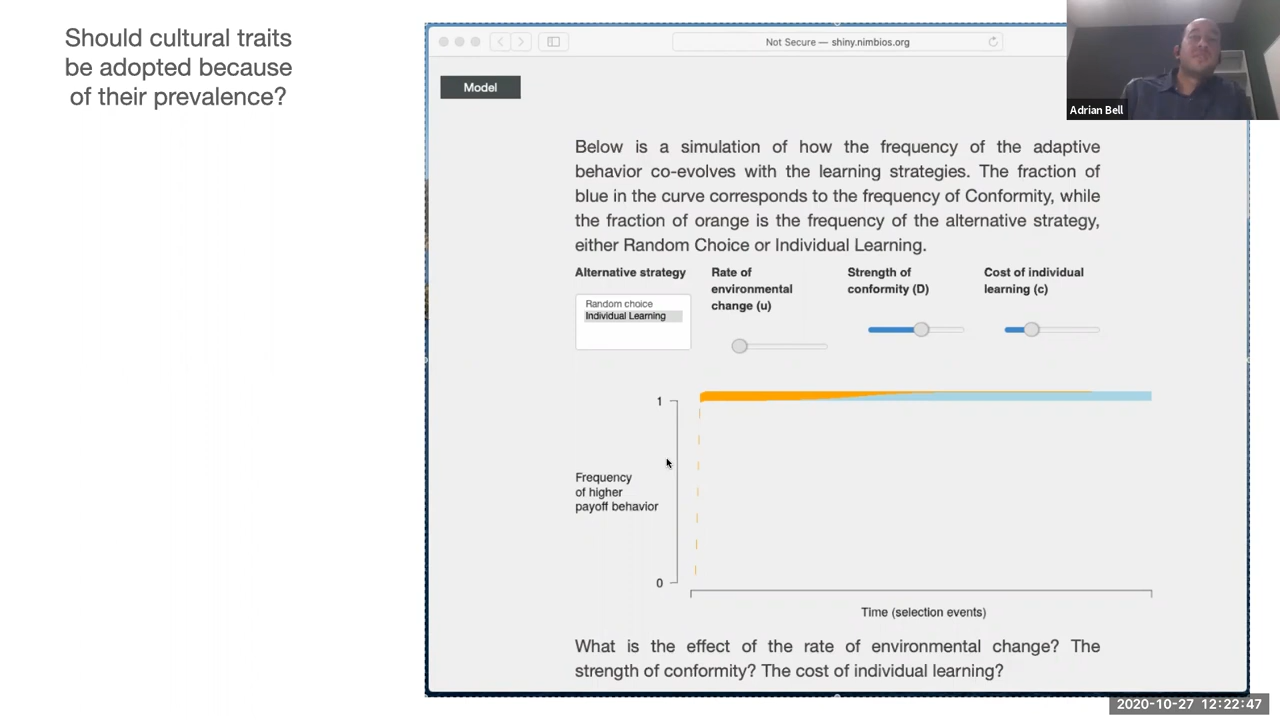 Should cultural traits
be adopted because
of their prevalence?
Not Secure — shiny.nimbios.org
Model
Adrian Bell
Below is a simulation of how the frequency of the adaptive
behavior co-evolves with the learning strategies. The fraction of
blue in the curve corresponds to the frequency of Conformity, while
the fraction of orange is the frequency of the alternative strategy,
either Random Choice or Individual Learning.
Alternative strategy
Random choice
Individual Learning
Rate of
environmental
change (u)
Strength of
conformity (D)
Cost of individual
learning (c)
1
Frequency
of higher
payoff behavior
0
Time (selection events)
What is the effect of the rate of environmental change? The
strength of conformity? The cost of individual learning?
2020-10-27 12:22:47